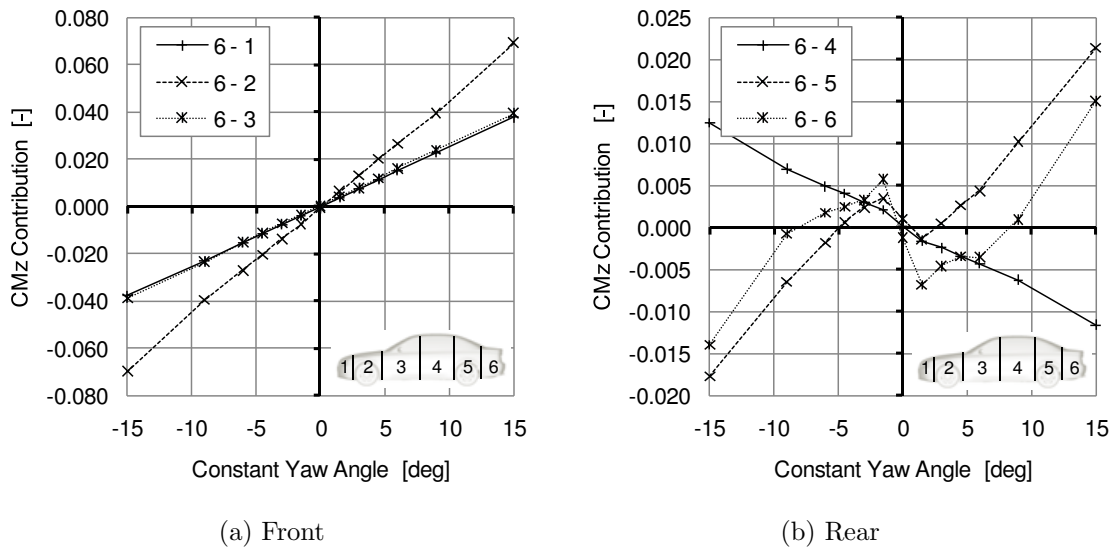 0.080
0.060
0.040
0.020
0.000
-0.020
-0.040
-0.060
-0.080
CMz Contribution [-]
6 - 1
6 - 2
6 - 3
1 2 3 4 5 6
-15 -10 -5 0 5 10 15
Constant Yaw Angle [deg]
(a) Front
0.025
0.020
0.015
0.010
0.005
0.000
-0.005
-0.010
-0.015
-0.020
CMz Contribution [-]
6 - 4
6 - 5
6 - 6
1 2 3 4 5 6
-15 -10 -5 0 5 10 15
Constant Yaw Angle [deg]
(b) Rear